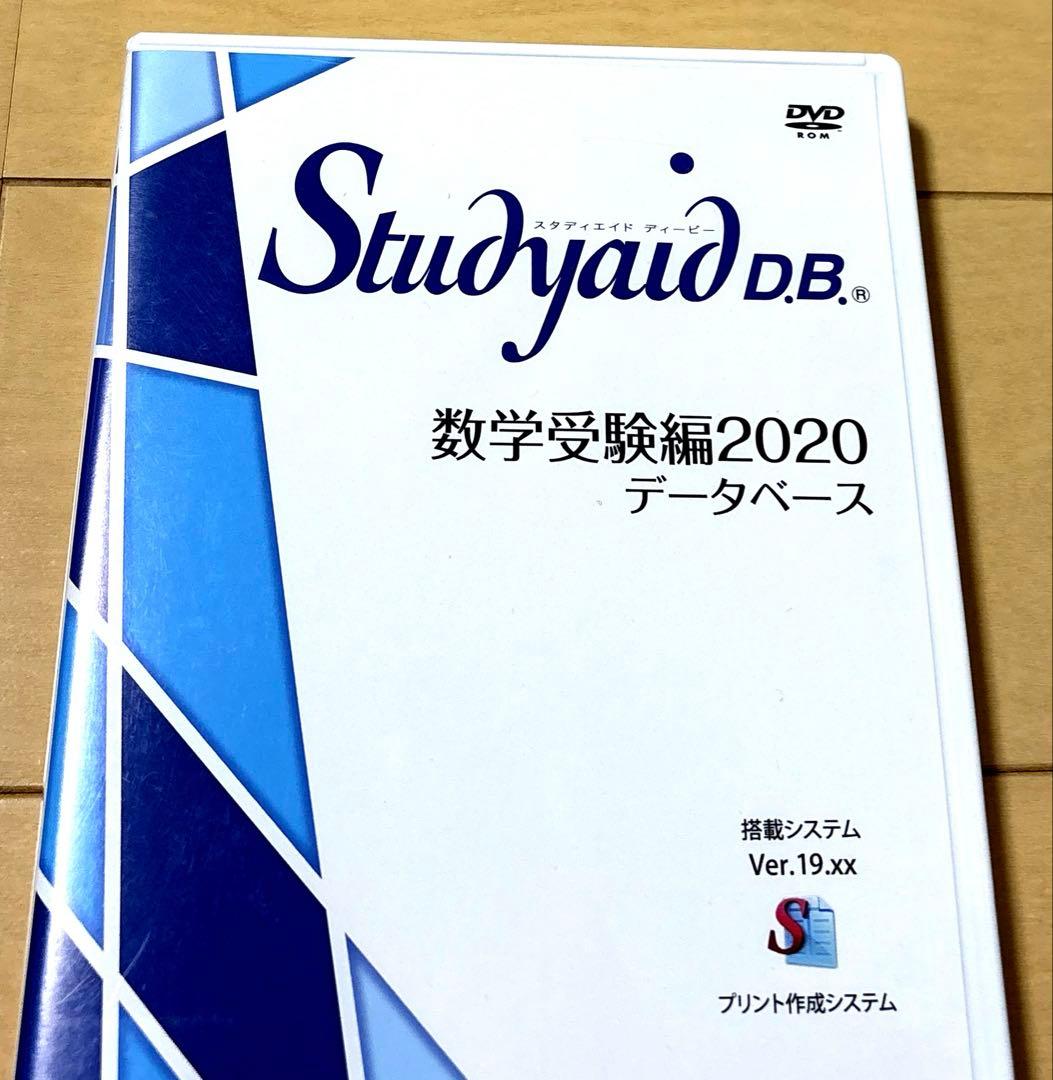 DVD
ROM
スタディエイド ディービー
Studyaid D.B.®
数学受験編2020
データベース
搭載システム
Ver.19.xx
S
プリント作成システム